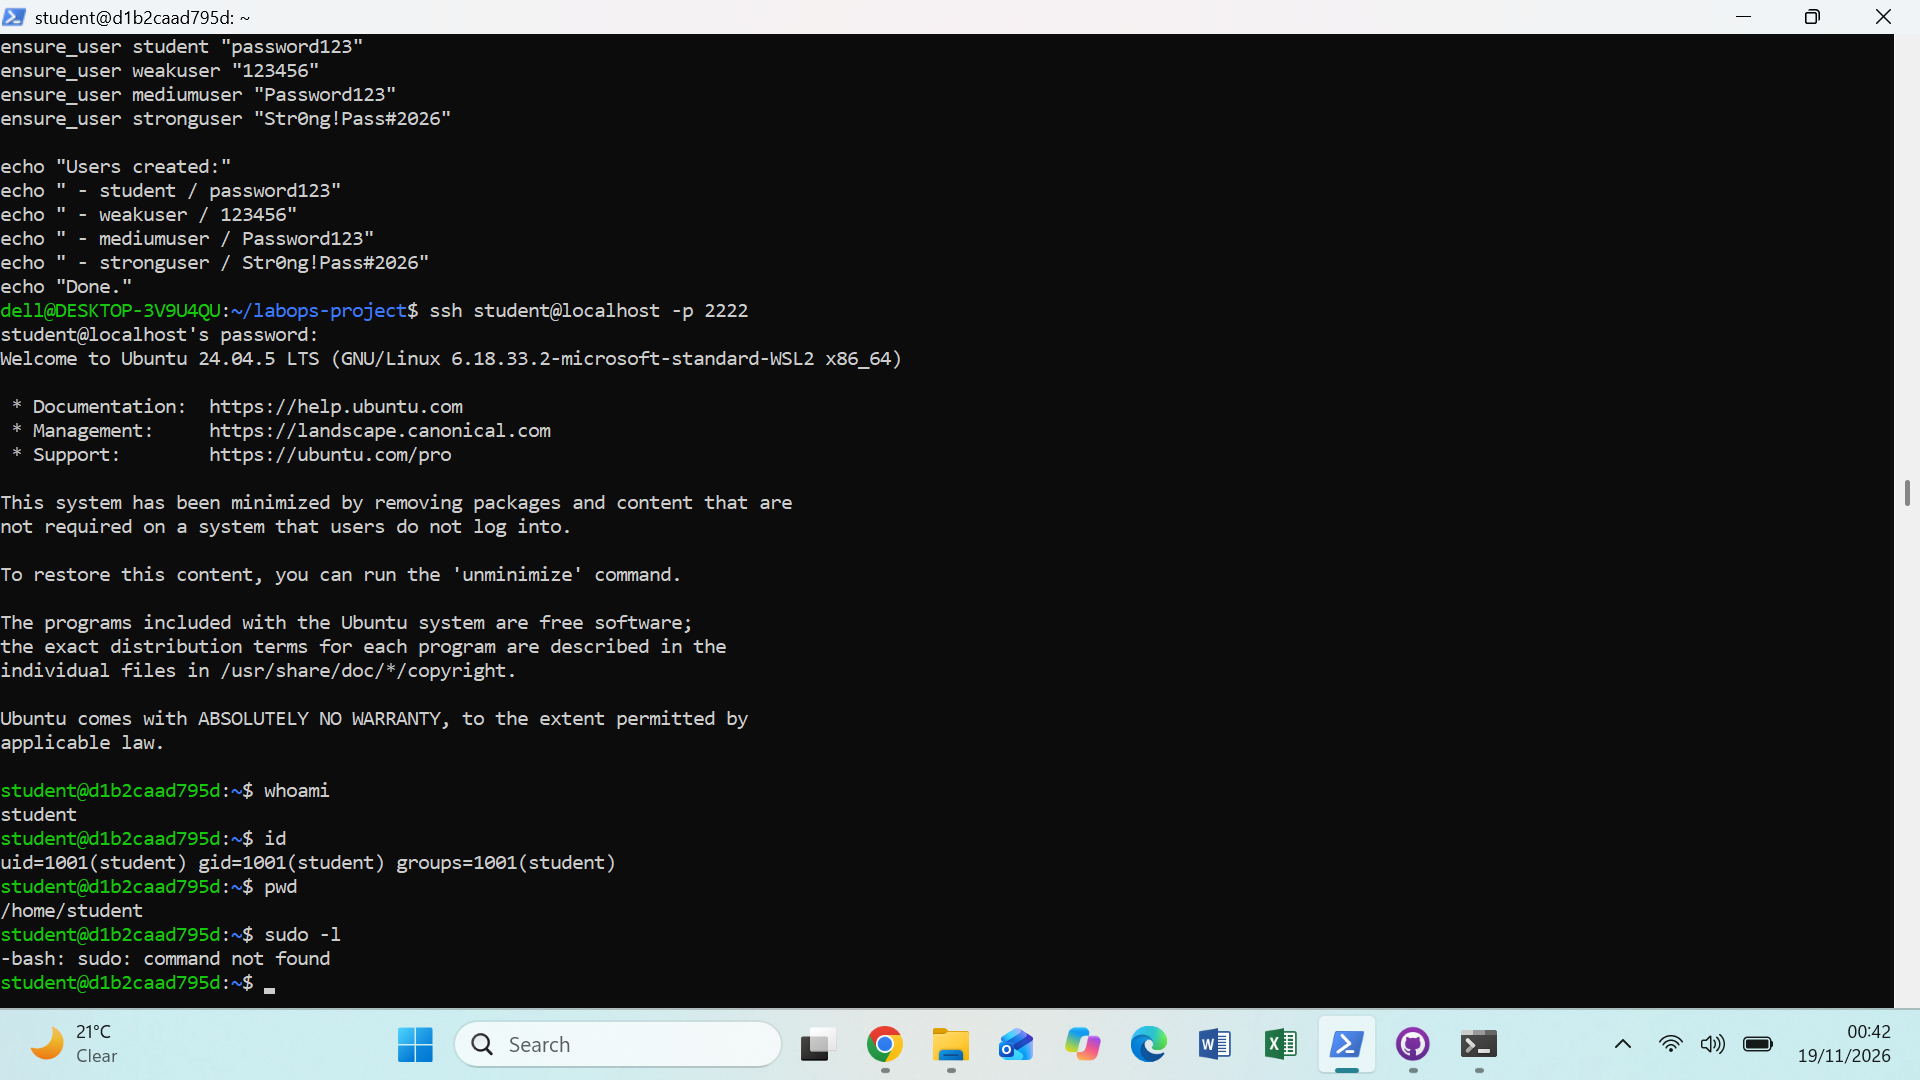 student@d1b2caad795d: ~
ensure_user student "password123"
ensure_user weakuser "123456"
ensure_user mediumuser "Password123"
ensure_user stronguser "Str0ng!Pass#2026"
echo "Users created:"
echo " - student / password123"
echo " - weakuser / 123456"
echo " - mediumuser / Password123"
echo " - stronguser / Str0ng!Pass#2026"
echo "Done."
dell@DESKTOP-3V9U4QU:~/labops-project$ ssh student@localhost -p 2222
student@localhost's password:
Welcome to Ubuntu 24.04.5 LTS (GNU/Linux 6.18.33.2-microsoft-standard-WSL2 x86_64)
* Documentation:  https://help.ubuntu.com
* Management:     https://landscape.canonical.com
* Support:        https://ubuntu.com/pro
This system has been minimized by removing packages and content that are
not required on a system that users do not log into.
To restore this content, you can run the 'unminimize' command.
The programs included with the Ubuntu system are free software;
the exact distribution terms for each program are described in the
individual files in /usr/share/doc/*/copyright.
Ubuntu comes with ABSOLUTELY NO WARRANTY, to the extent permitted by
applicable law.
student@d1b2caad795d:~$ whoami
student
student@d1b2caad795d:~$ id
uid=1001(student) gid=1001(student) groups=1001(student)
student@d1b2caad795d:~$ pwd
/home/student
student@d1b2caad795d:~$ sudo -l
-bash: sudo: command not found
student@d1b2caad795d:~$
21°C
Clear
Search
00:42
19/11/2026